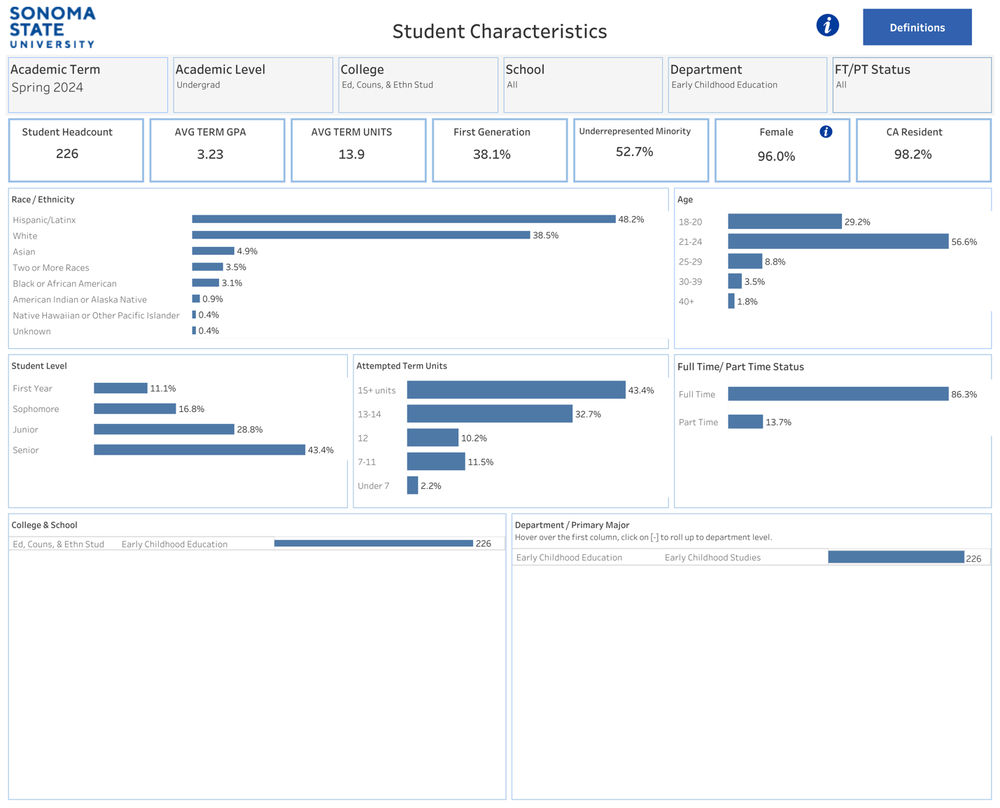 SONOMA
STATE
UNIVERSITY
Student Characteristics
i
Definitions
Academic Term
Spring 2024
Academic Level
Undergrad
College
Ed, Couns, & Ethn Stud
School
All
Department
Early Childhood Education
FT/PT Status
All
Student Headcount
226
AVG TERM GPA
3.23
AVG TERM UNITS
13.9
First Generation
38.1%
Underrepresented Minority
52.7%
Female
i
96.0%
CA Resident
98.2%
Race / Ethnicity
Hispanic/Latinx 48.2%
White 38.5%
Asian 4.9%
Two or More Races 3.5%
Black or African American 3.1%
American Indian or Alaska Native 0.9%
Native Hawaiian or Other Pacific Islander 0.4%
Unknown 0.4%
Age
18-20 29.2%
21-24 56.6%
25-29 8.8%
30-39 3.5%
40+ 1.8%
Student Level
First Year 11.1%
Sophomore 16.8%
Junior 28.8%
Senior 43.4%
Attempted Term Units
15+ units 43.4%
13-14 32.7%
12 10.2%
7-11 11.5%
Under 7 2.2%
Full Time/ Part Time Status
Full Time 86.3%
Part Time 13.7%
College & School
Ed, Couns, & Ethn Stud Early Childhood Education 226
Department / Primary Major
Hover over the first column, click on [-] to roll up to department level.
Early Childhood Education Early Childhood Studies 226